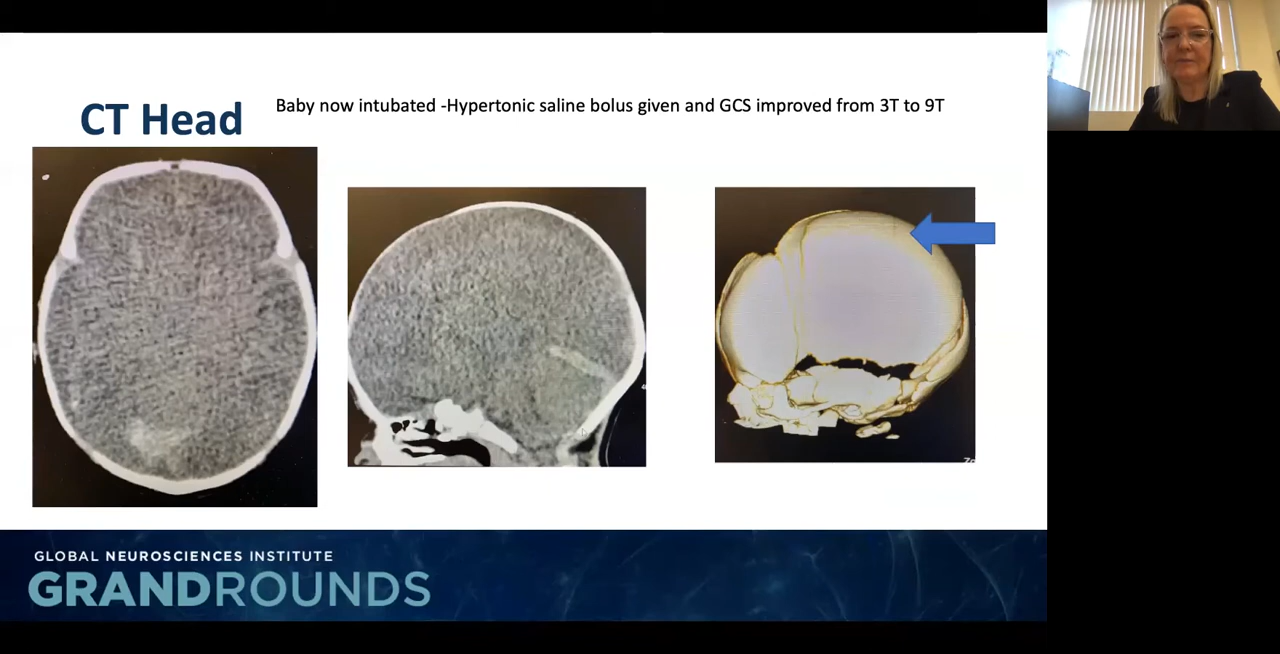 CT Head
Baby now intubated -Hypertonic saline bolus given and GCS improved from 3T to 9T
GLOBAL NEUROSCIENCES INSTITUTE
GRANDROUNDS